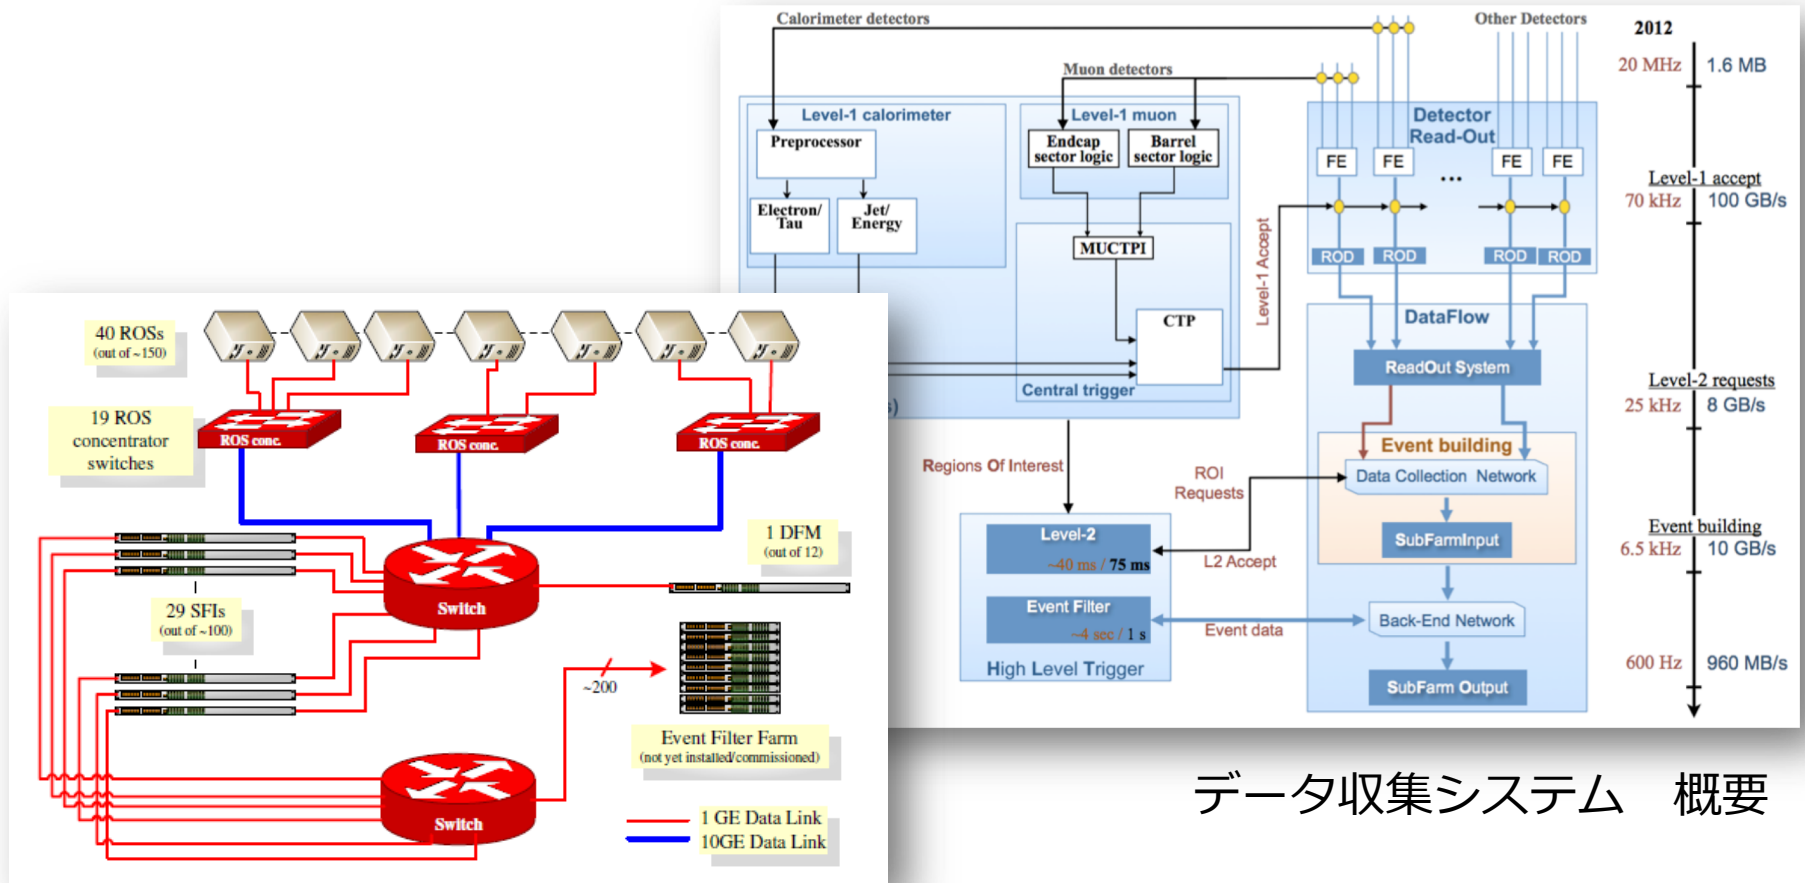 Calorimeter detectors
Other Detectors
2012
20 MHz
1.6 MB
Muon detectors
Level-1 calorimeter
Preprocessor
Electron/
Tau
Jet/
Energy
Level-1 muon
Endcap
sector logic
Barrel
sector logic
MUCTPI
CTP
Central trigger
s)
Level-1 Accept
Detector
Read-Out
FE
FE
...
FE
FE
ROD
ROD
ROD
ROD
Level-1 accept
70 kHz
100 GB/s
DataFlow
ReadOut System
Level-2 requests
25 kHz
8 GB/s
Event building
Data Collection Network
SubFarmInput
Event building
6.5 kHz
10 GB/s
Regions Of Interest
ROI
Requests
L2 Accept
Level-2
~40 ms / 75 ms
Event Filter
~4 sec / 1 s
High Level Trigger
Event data
Back-End Network
SubFarm Output
600 Hz
960 MB/s
40 ROSs
(out of ~150)
19 ROS
concentrator
switches
ROS conc.
ROS conc.
ROS conc.
Switch
1 DFM
(out of 12)
29 SFIs
(out of ~100)
~200
Event Filter Farm
(not yet installed/commissioned)
Switch
1 GE Data Link
10GE Data Link
データ収集システム　概要